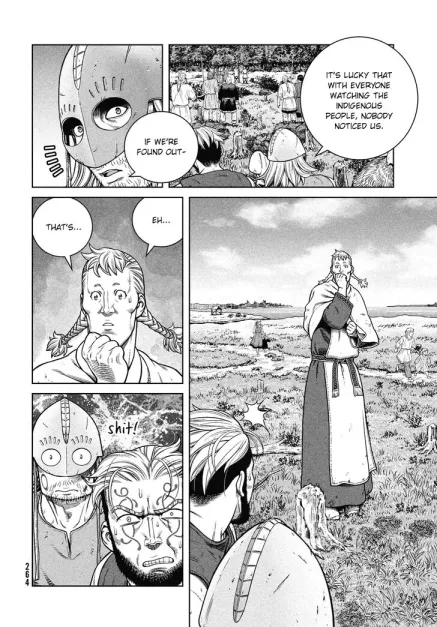 IT'S LUCKY THAT
WITH EVERYONE
WATCHING THE
INDIGENOUS
PEOPLE, NOBODY
NOTICED US.
IF WE'RE
FOUND OUT-
EH...
THAT'S...
shit!
264